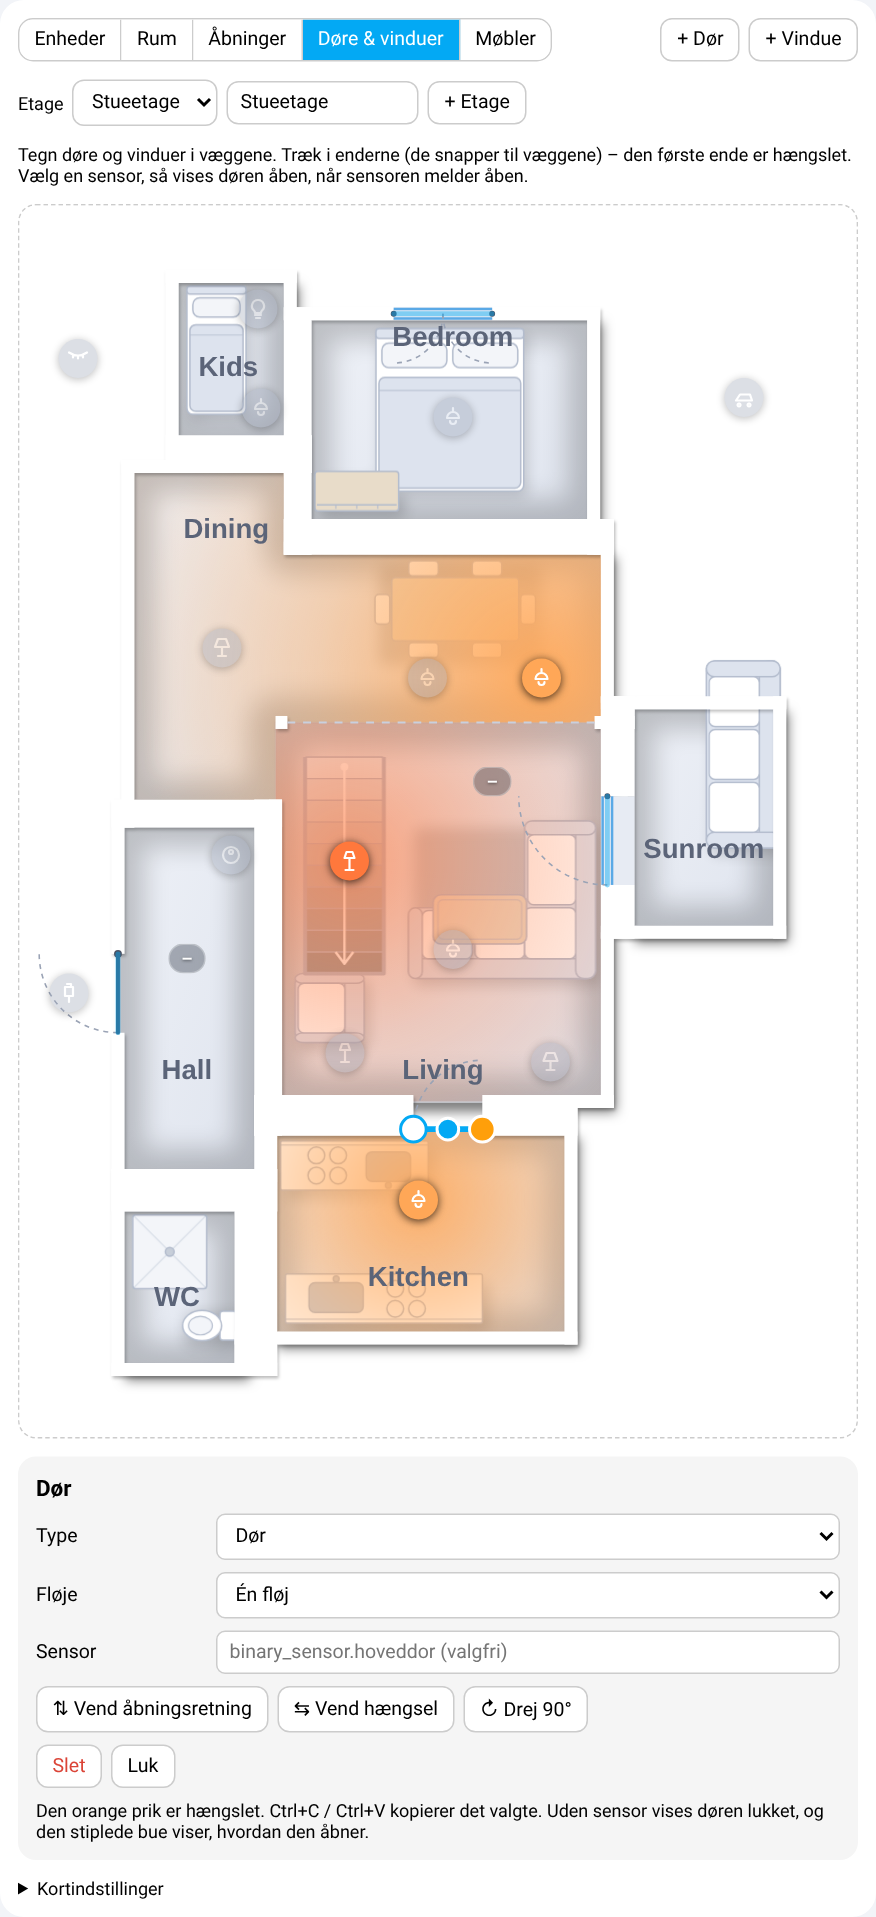 Enheder Rum Åbninger Døre & vinduer Møbler + Dør + Vindue
Etage Stueetage Stueetage + Etage
Tegn døre og vinduer i væggene. Træk i enderne (de snapper til væggene) – den første ende er hængslet.
Vælg en sensor, så vises døren åben, når sensoren melder åben.
Bedroom
Kids
Dining
Sunroom
Hall
Living
Kitchen
WC
Dør
Type Dør
Fløje Én fløj
Sensor binary_sensor.hoveddor (valgfri)
⇅ Vend åbningsretning ⇆ Vend hængsel ↻ Drej 90°
Slet Luk
Den orange prik er hængslet. Ctrl+C / Ctrl+V kopierer det valgte. Uden sensor vises døren lukket, og
den stiplede bue viser, hvordan den åbner.
▶ Kortindstillinger